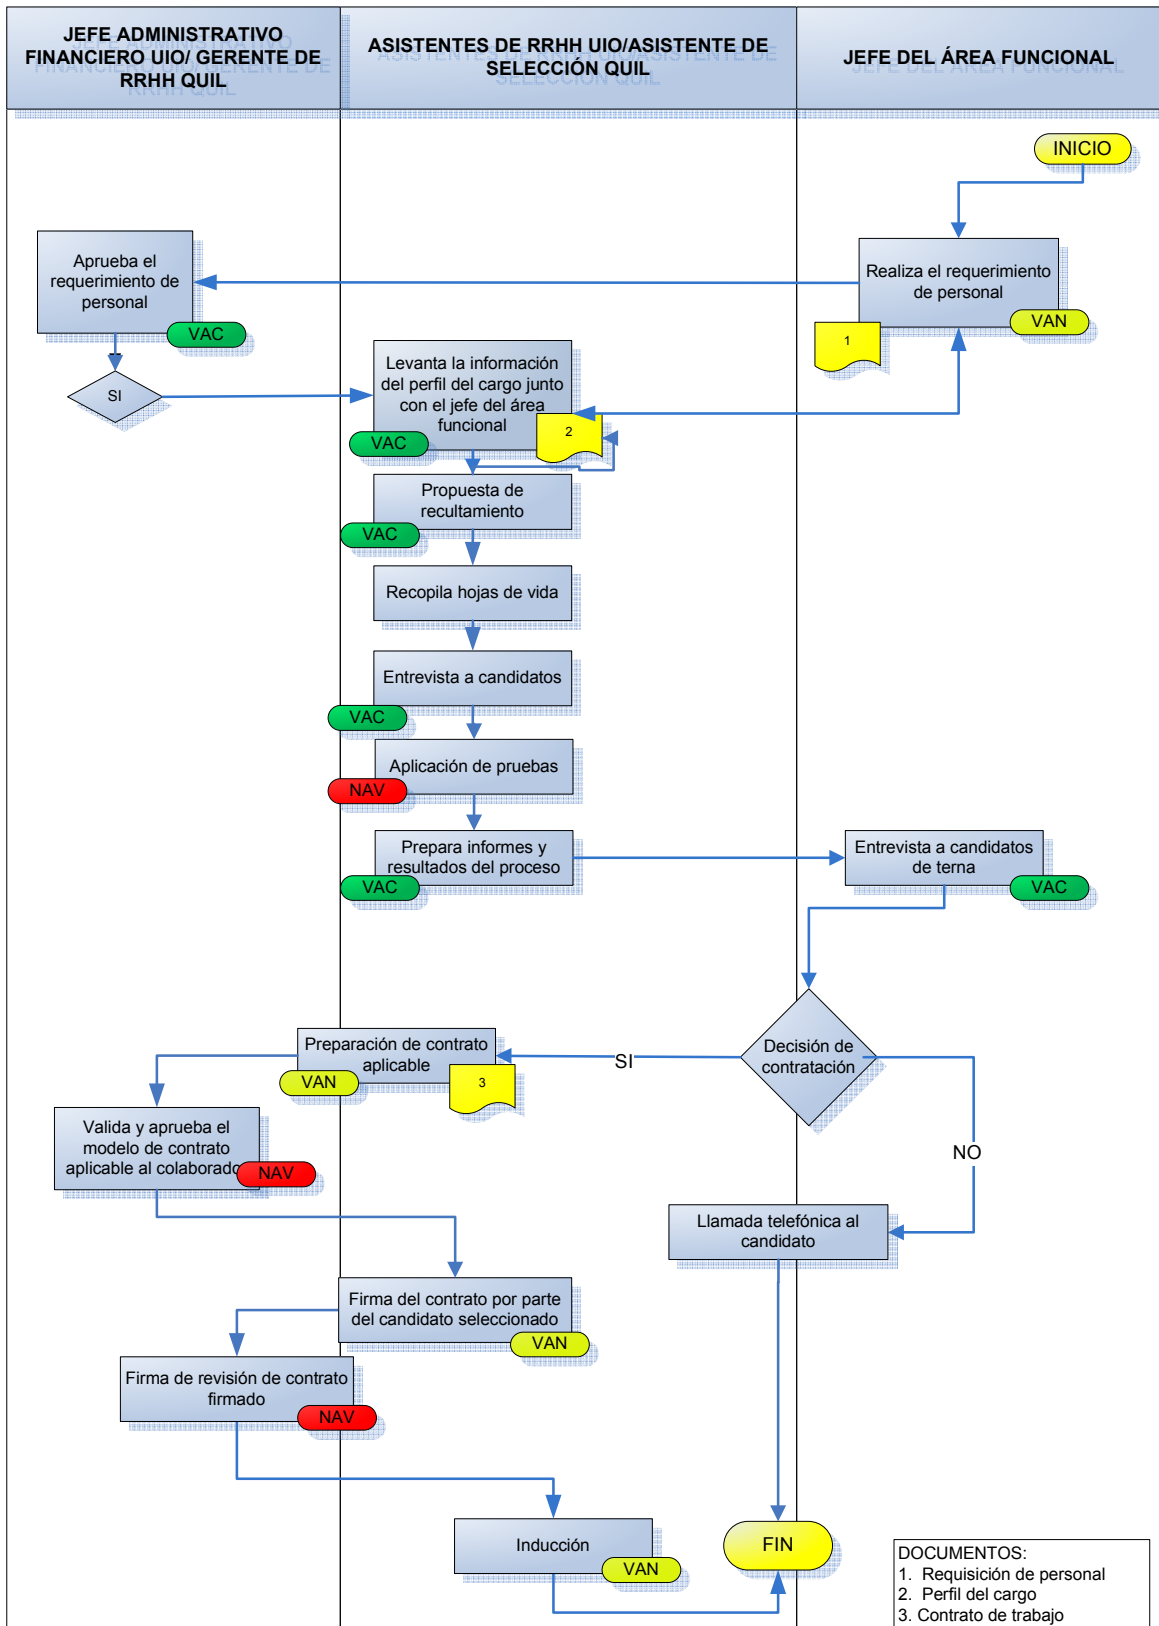 JEFE ADMINISTRATIVO
FINANCIERO UIO/ GERENTE DE
RRHH QUIL
ASISTENTES DE RRHH UIO/ASISTENTE DE
SELECCIÓN QUIL
JEFE DEL ÁREA FUNCIONAL
INICIO
Aprueba el
requerimiento de
personal
VAC
Realiza el requerimiento
de personal
VAN
1
SI
Levanta la información
del perfil del cargo junto
con el jefe del área
funcional
VAC
2
Propuesta de
recultamiento
VAC
Recopila hojas de vida
Entrevista a candidatos
VAC
Aplicación de pruebas
NAV
Prepara informes y
resultados del proceso
VAC
Entrevista a candidatos
de terna
VAC
Decisión de
contratación
SI
NO
Preparación de contrato
aplicable
VAN
3
Valida y aprueba el
modelo de contrato
aplicable al colaborado
NAV
Llamada telefónica al
candidato
Firma del contrato por parte
del candidato seleccionado
VAN
Firma de revisión de contrato
firmado
NAV
Inducción
VAN
FIN
DOCUMENTOS:
1. Requisición de personal
2. Perfil del cargo
3. Contrato de trabajo